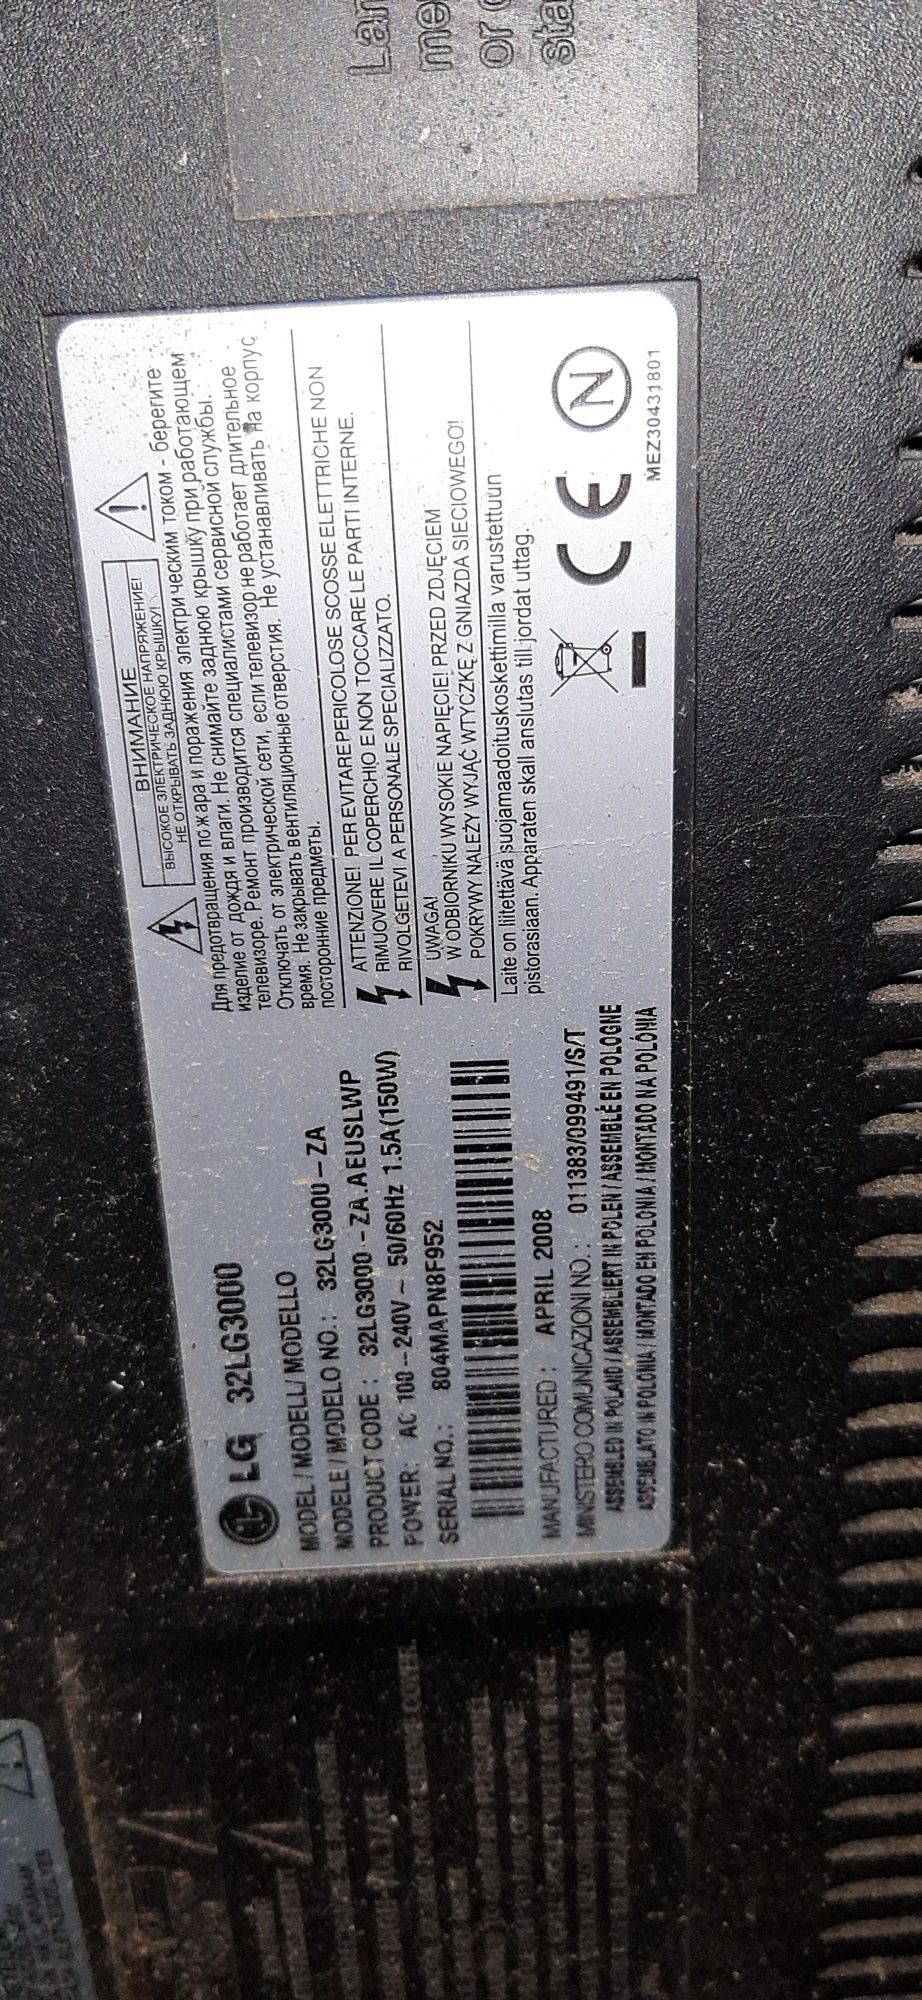 LG 32LG3000
MODEL / MODELL/ MODELLO
MODELE / MODELO NO.: 32LG3000-ZA
PRODUCT CODE : 32LG3000-ZA.AEUSLWP
POWER: AC 100-240V~ 50/60Hz 1.5A(150W)
SERIAL NO.: 804MAPN8F952
MANUFACTURED : APRIL 2008
MINISTERO COMUNICAZIONI NO.: 011383/099491/S/T
ASSEMBLED IN POLAND / ASSEMBLIERT IN POLEN / ASSEMBLÉ EN POLOGNE
ASSEMBLATO IN POLONIA / MONTADO EN POLONIA / MONTADO NA POLÓNIA
ВНИМАНИЕ
ВЫСОКОЕ ЭЛЕКТРИЧЕСКОЕ НАПРЯЖЕНИЕ!
НЕ ОТКРЫВАТЬ ЗАДНЮЮ КРЫШКУ!
Для предотвращения пожара и поражения электрическим током - берегите
изделие от дождя и влаги. Не снимайте заднюю крышку при работающем
телевизоре. Ремонт производится специалистами сервисной службы.
Отключать от электрической сети, если телевизор не работает длительное
время. Не закрывать вентиляционные отверстия. Не устанавливать на корпус
посторонние предметы.
ATTENZIONE! PER EVITARE PERICOLOSE SCOSSE ELETTRICHE NON
RIMUOVERE IL COPERCHIO E NON TOCCARE LE PARTI INTERNE.
RIVOLGETEVI A PERSONALE SPECIALIZZATO.
UWAGA!
W ODBIORNIKU WYSOKIE NAPIĘCIE! PRZED ZDJĘCIEM
POKRYWY NALEŻY WYJĄĆ WTYCZKĘ Z GNIAZDA SIECIOWEGO!
Laite on liitettävä suojamaadoituskoskettimilla varustettuun
pistorasiaan. Apparaten skall anslutas till jordat uttag.
CE N
MEZ30431801